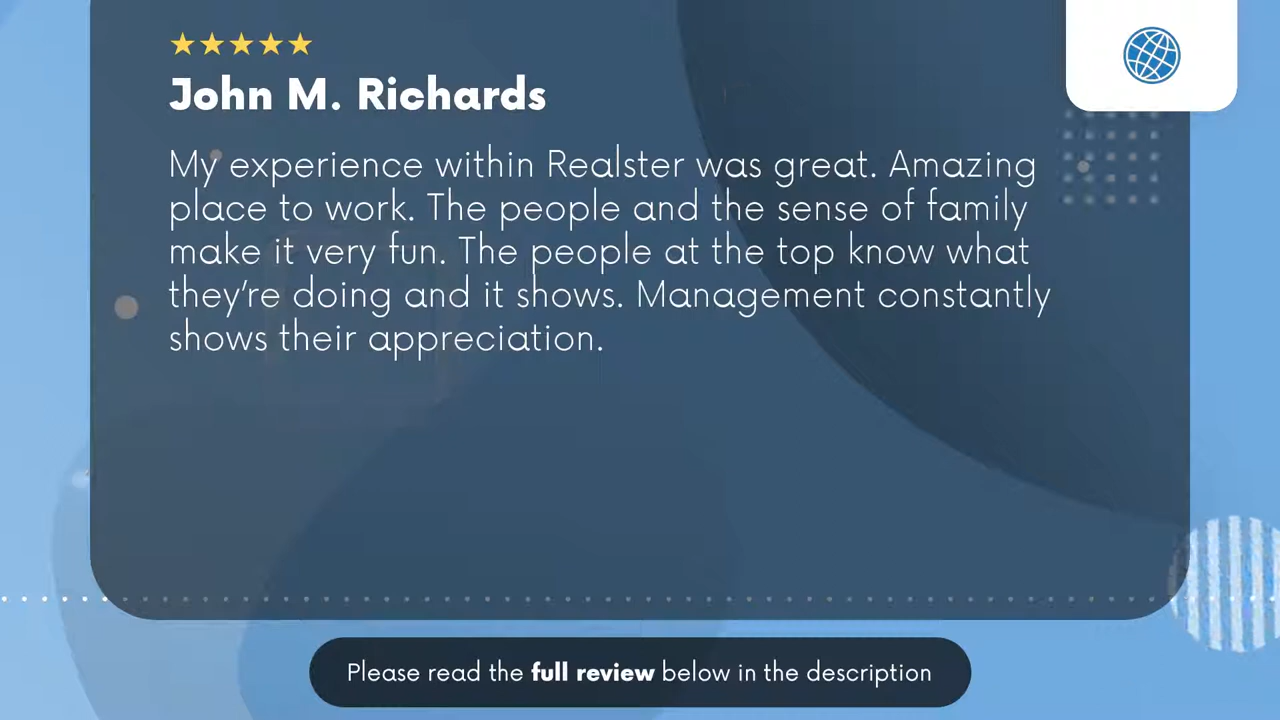 John M. Richards
My experience within Realster was great. Amazing
place to work. The people and the sense of family
make it very fun. The people at the top know what
they're doing and it shows. Management constantly
shows their appreciation.
Please read the full review below in the description